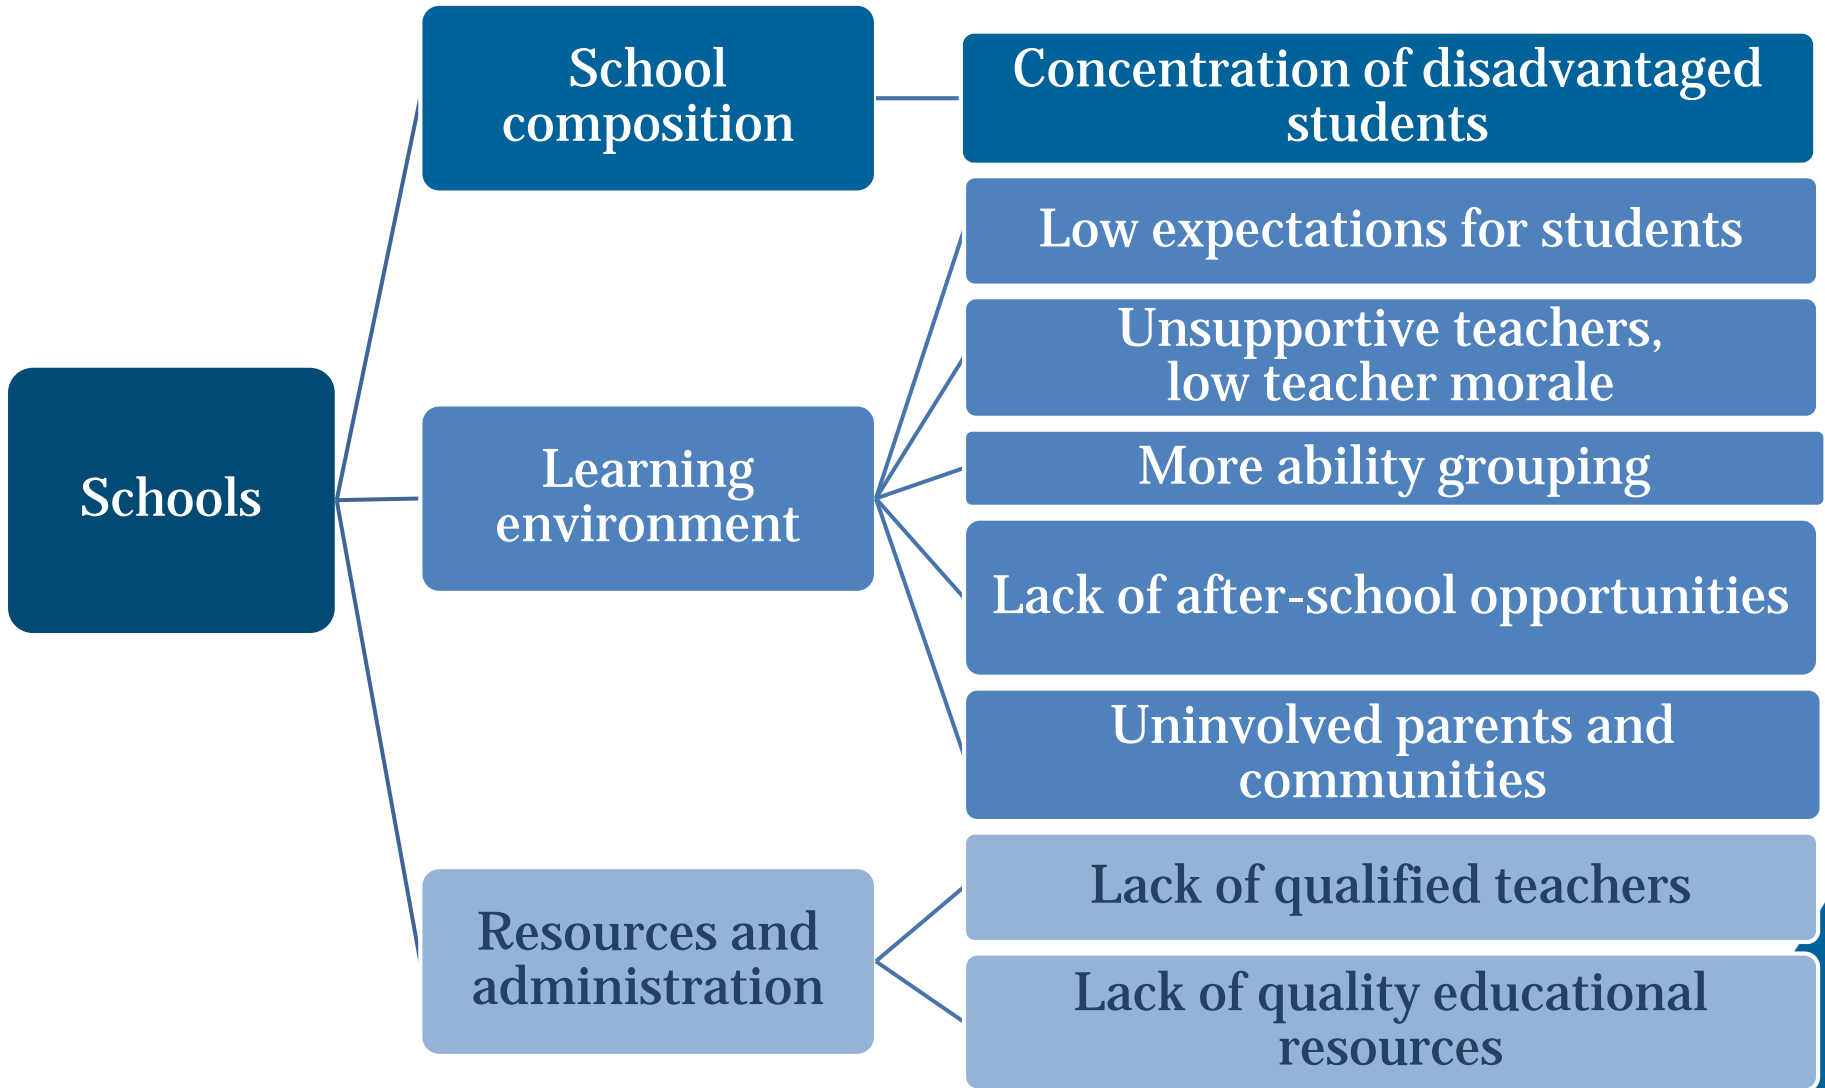 Schools
School
composition
Concentration of disadvantaged
students
Learning
environment
Low expectations for students
Unsupportive teachers,
low teacher morale
More ability grouping
Lack of after-school opportunities
Uninvolved parents and
communities
Resources and
administration
Lack of qualified teachers
Lack of quality educational
resources